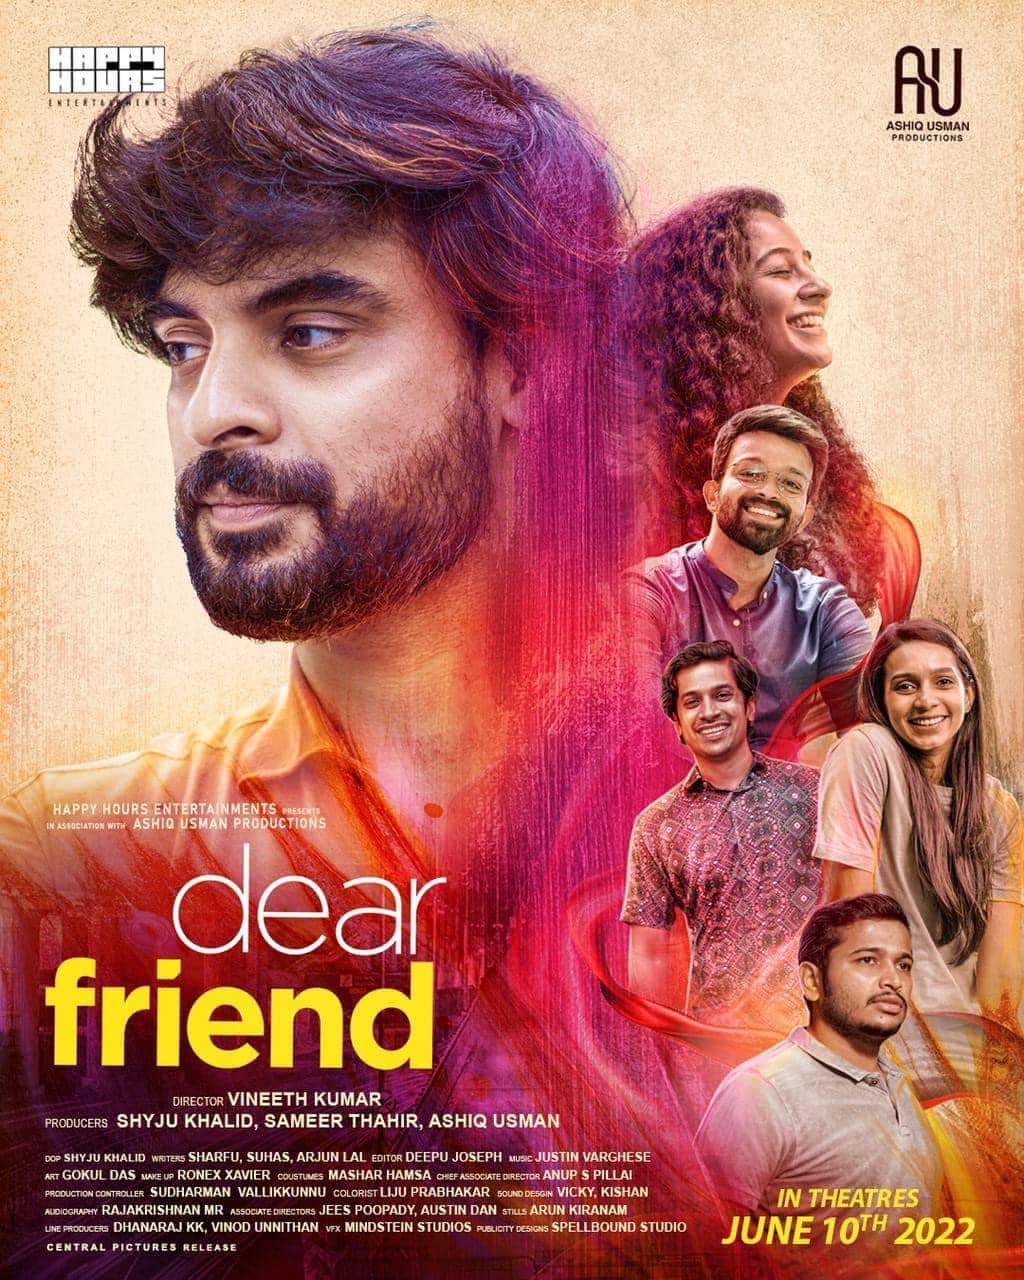 HAPPY
HOURS
ENTERTAINMENTS
AU
ASHIQ USMAN
PRODUCTIONS
HAPPY HOURS ENTERTAINMENTS PRESENTS
IN ASSOCIATION WITH ASHIQ USMAN PRODUCTIONS
dear
friend
DIRECTOR VINEETH KUMAR
PRODUCERS SHYJU KHALID, SAMEER THAHIR, ASHIQ USMAN
DOP SHYJU KHALID WRITERS SHARFU, SUHAS, ARJUN LAL EDITOR DEEPU JOSEPH MUSIC JUSTIN VARGHESE
ART GOKUL DAS MAKE UP RONEX XAVIER COUSTUMES MASHAR HAMSA CHIEF ASSOCIATE DIRECTOR ANUP S PILLAI
PRODUCTION CONTROLLER SUDHARMAN VALLIKKUNNU COLORIST LIJU PRABHAKAR SOUND DESGIN VICKY, KISHAN
AUDIOGRAPHY RAJAKRISHNAN MR ASSOCIATE DIRECTORS JEES POOPADY, AUSTIN DAN STILLS ARUN KIRANAM
LINE PRODUCERS DHANARAJ KK, VINOD UNNITHAN VFX MINDSTEIN STUDIOS PUBLICITY DESIGNS SPELLBOUND STUDIO
CENTRAL PICTURES RELEASE
IN THEATRES
JUNE 10TH 2022